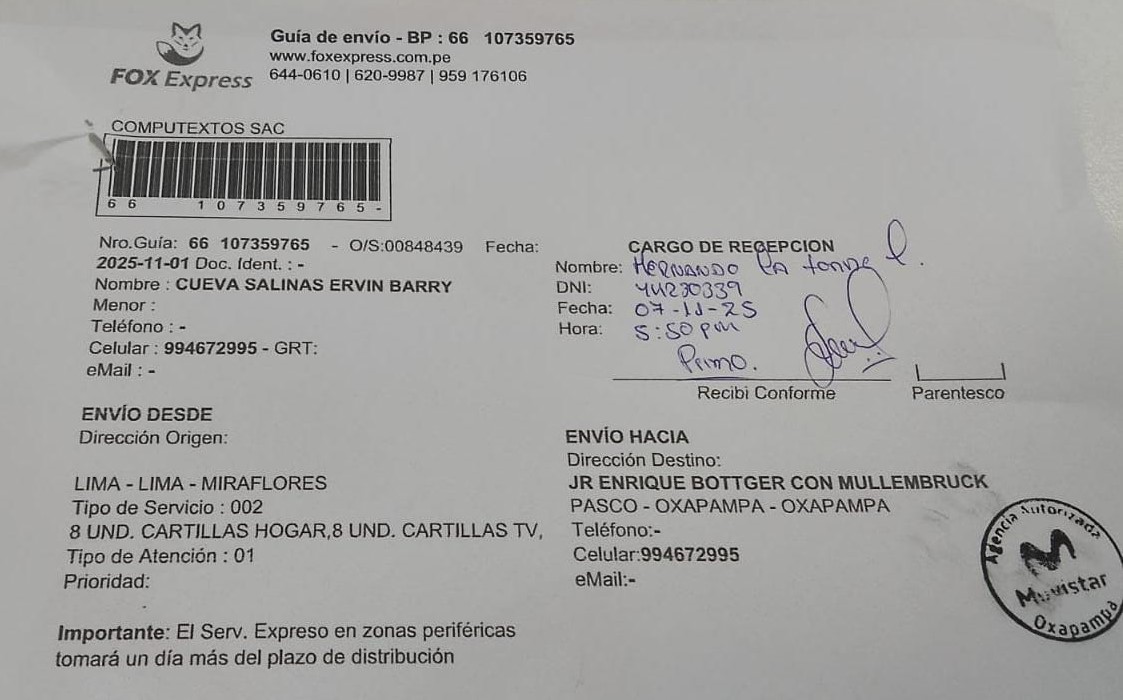 FOX Express
Guía de envío - BP : 66 107359765
www.foxexpress.com.pe
644-0610 | 620-9987 | 959 176106
COMPUTEXTOS SAC
6 6 1 0 7 3 5 9 7 6 5 -
Nro.Guía: 66 107359765 - O/S:00848439 Fecha:
2025-11-01 Doc. Ident. : -
Nombre : CUEVA SALINAS ERVIN BARRY
Menor :
Teléfono : -
Celular : 994672995 - GRT:
eMail : -
CARGO DE RECEPCION
Nombre: HERNANDO LA torre C.
DNI: 44230339
Fecha: 07-11-25
Hora: 5:50 pm
Primo.
Recibi Conforme
Parentesco
ENVÍO DESDE
Dirección Origen:
LIMA - LIMA - MIRAFLORES
Tipo de Servicio : 002
8 UND. CARTILLAS HOGAR,8 UND. CARTILLAS TV,
Tipo de Atención : 01
Prioridad:
ENVÍO HACIA
Dirección Destino:
JR ENRIQUE BOTTGER CON MULLEMBRUCK
PASCO - OXAPAMPA - OXAPAMPA
Teléfono:-
Celular:994672995
eMail:-
Agencia Autorizada
Movistar
Oxapampa
Importante: El Serv. Expreso en zonas periféricas
tomará un día más del plazo de distribución